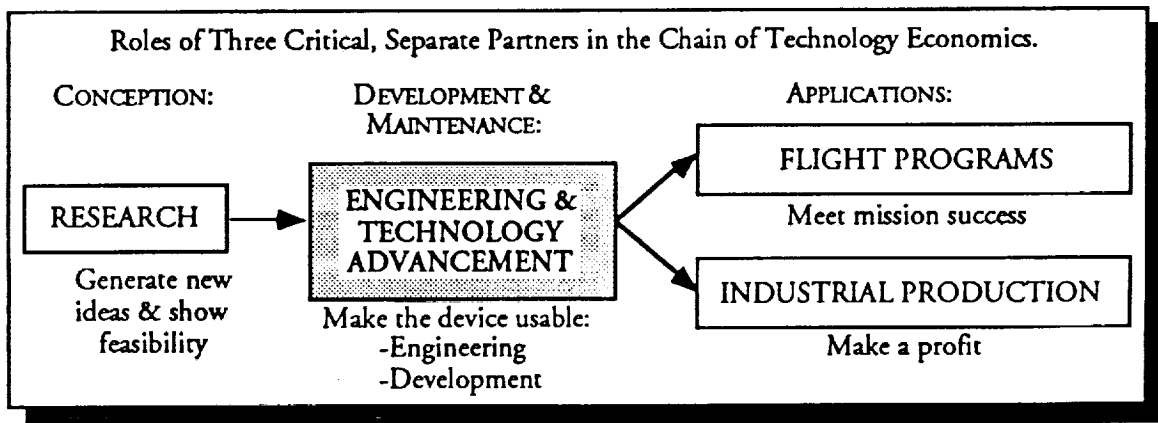 Roles of Three Critical, Separate Partners in the Chain of Technology Economics.
CONCEPTION:
RESEARCH
Generate new
ideas & show
feasibility
DEVELOPMENT &
MAINTENANCE:
ENGINEERING &
TECHNOLOGY
ADVANCEMENT
Make the device usable:
-Engineering
-Development
APPLICATIONS:
FLIGHT PROGRAMS
Meet mission success
INDUSTRIAL PRODUCTION
Make a profit